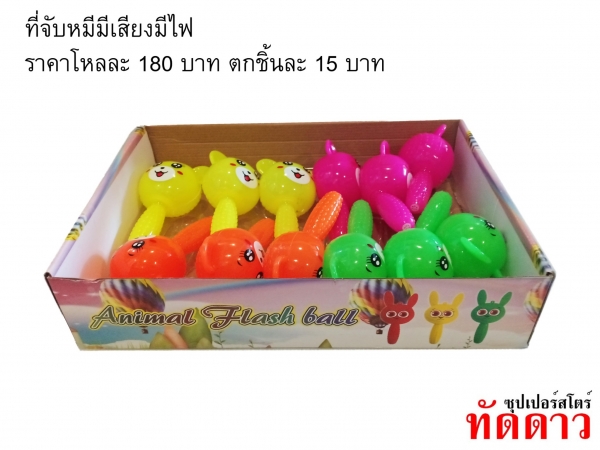 ที่จับหมีมีเสียงมีไฟ
ราคาโหลละ 180 บาท ตกชิ้นละ 15 บาท
Animal Flash ball
ซุปเปอร์สโตร์
ทัดดาว